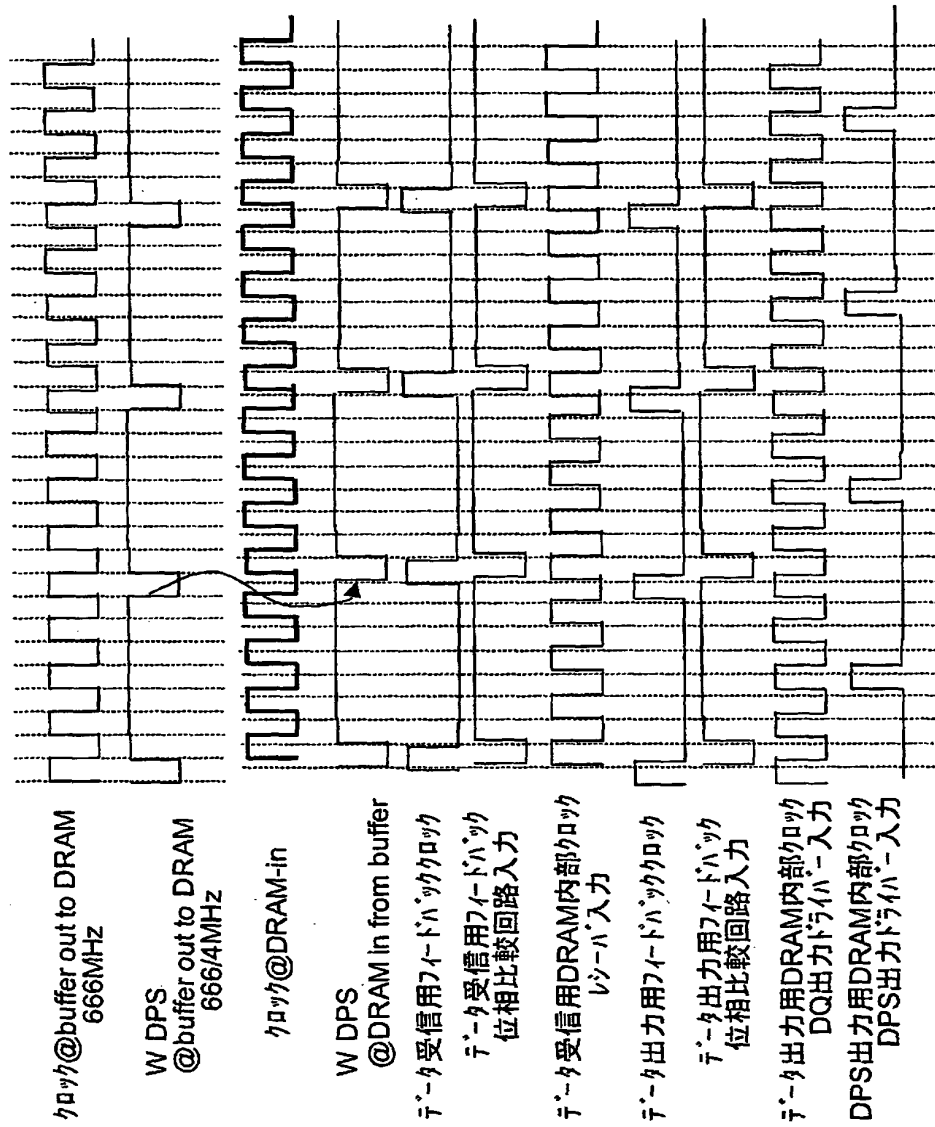 クロック@buffer out to DRAM
666MHz
W DPS
@buffer out to DRAM
666/4MHz
クロック@DRAM-in
W DPS
@DRAM in from buffer
データ受信用フィードバッククロック
データ受信用フィードバック
位相比較回路入力
データ受信用DRAM内部クロック
レシーバ入力
データ出力用フィードバッククロック
データ出力用フィードバック
位相比較回路入力
データ出力用DRAM内部クロック
DQ出力ドライバー入力
DPS出力用DRAM内部クロック
DPS出力ドライバー入力